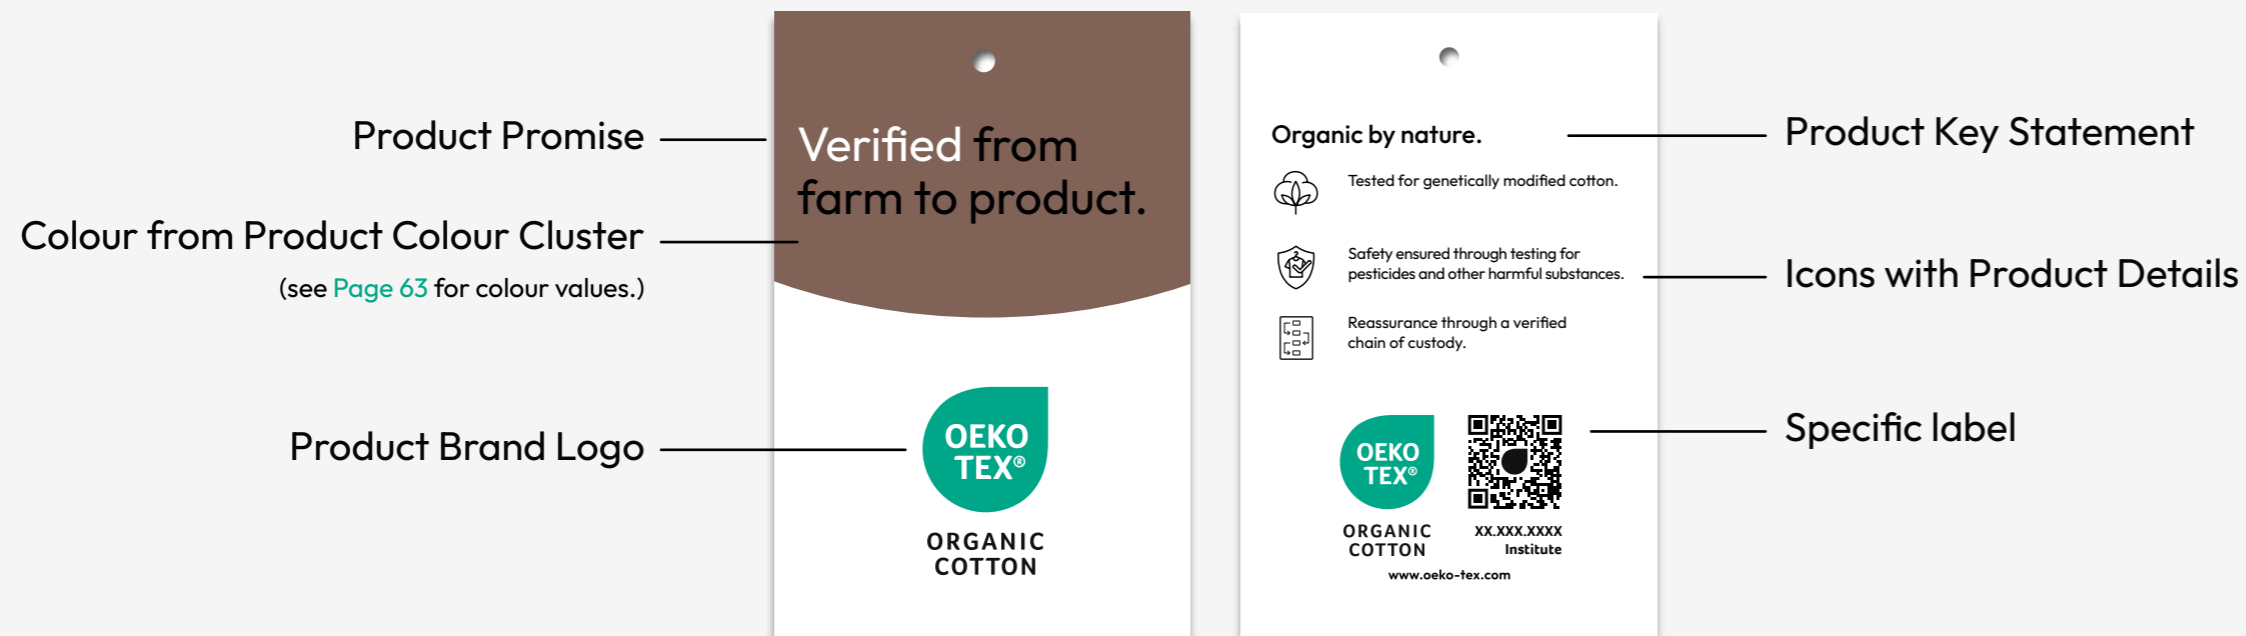 Product Promise
Colour from Product Colour Cluster
(see Page 63 for colour values.)
Product Brand Logo
Verified from
farm to product.
OEKO
TEX®
ORGANIC
COTTON
Organic by nature.
Tested for genetically modified cotton.
Safety ensured through testing for
pesticides and other harmful substances.
Reassurance through a verified
chain of custody.
OEKO
TEX®
ORGANIC
COTTON
XX.XXX.XXXX
Institute
www.oeko-tex.com
Product Key Statement
Icons with Product Details
Specific label